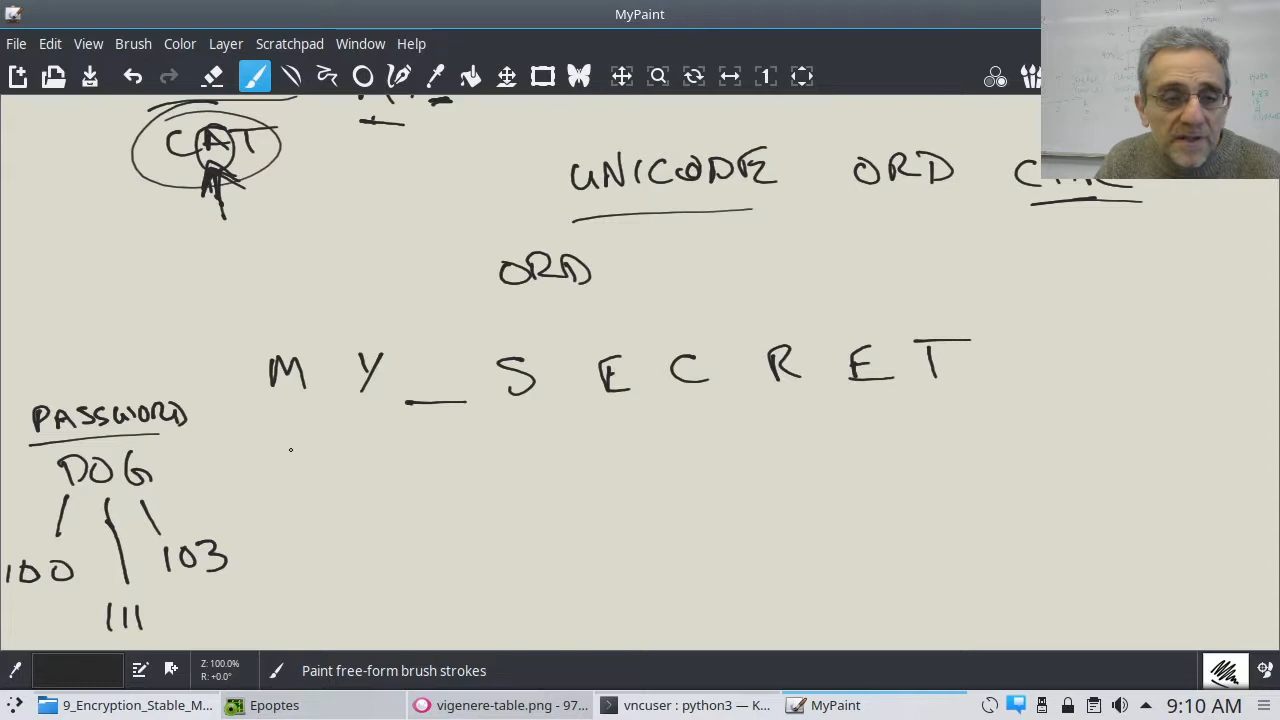 MyPaint
File Edit View Brush Color Layer Scratchpad Window Help
CAT
UNICODE ORD
ORD
M Y _ S E C R E T
PASSWORD
DOG
100 103
111
Z: 100.0%
R: +0.0°
Paint free-form brush strokes
9_Encryption_Stable_M... Epoptes vigenere-table.png - 97... vncuser : python3 — K... MyPaint 9:10 AM